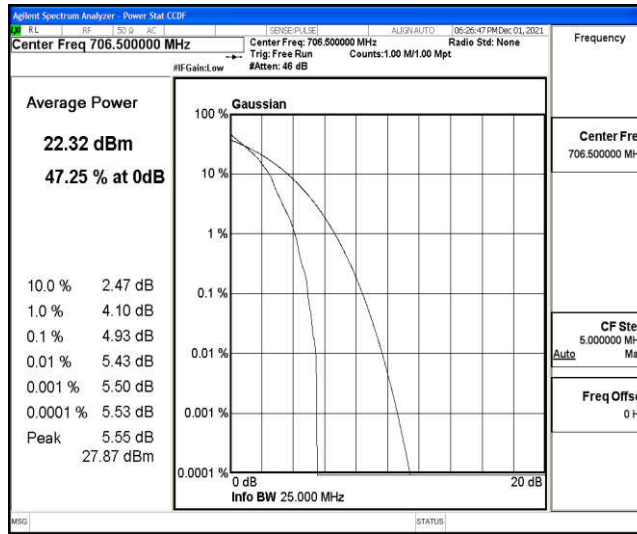 Agilent Spectrum Analyzer - Power Stat CCDF
RL RF 50 Ω AC SENSE:PULSE ALIGN AUTO 06:26:47 PM Dec 01, 2021
Center Freq 706.500000 MHz
Center Freq: 706.500000 MHz Radio Std: None
Trig: Free Run Counts:1.00 M/1.00 Mpt
#IFGain:Low #Atten: 46 dB
Frequency
Average Power
22.32 dBm
47.25 % at 0dB
10.0 % 2.47 dB
1.0 % 4.10 dB
0.1 % 4.93 dB
0.01 % 5.43 dB
0.001 % 5.50 dB
0.0001 % 5.53 dB
Peak 5.55 dB
27.87 dBm
Gaussian
100 %
10 %
1 %
0.1 %
0.01 %
0.001 %
0.0001 %
0 dB 20 dB
Info BW 25.000 MHz
Center Fre
706.500000 MH
CF Ste
5.000000 MH
Auto Ma
Freq Offse
0 H
MSG STATUS